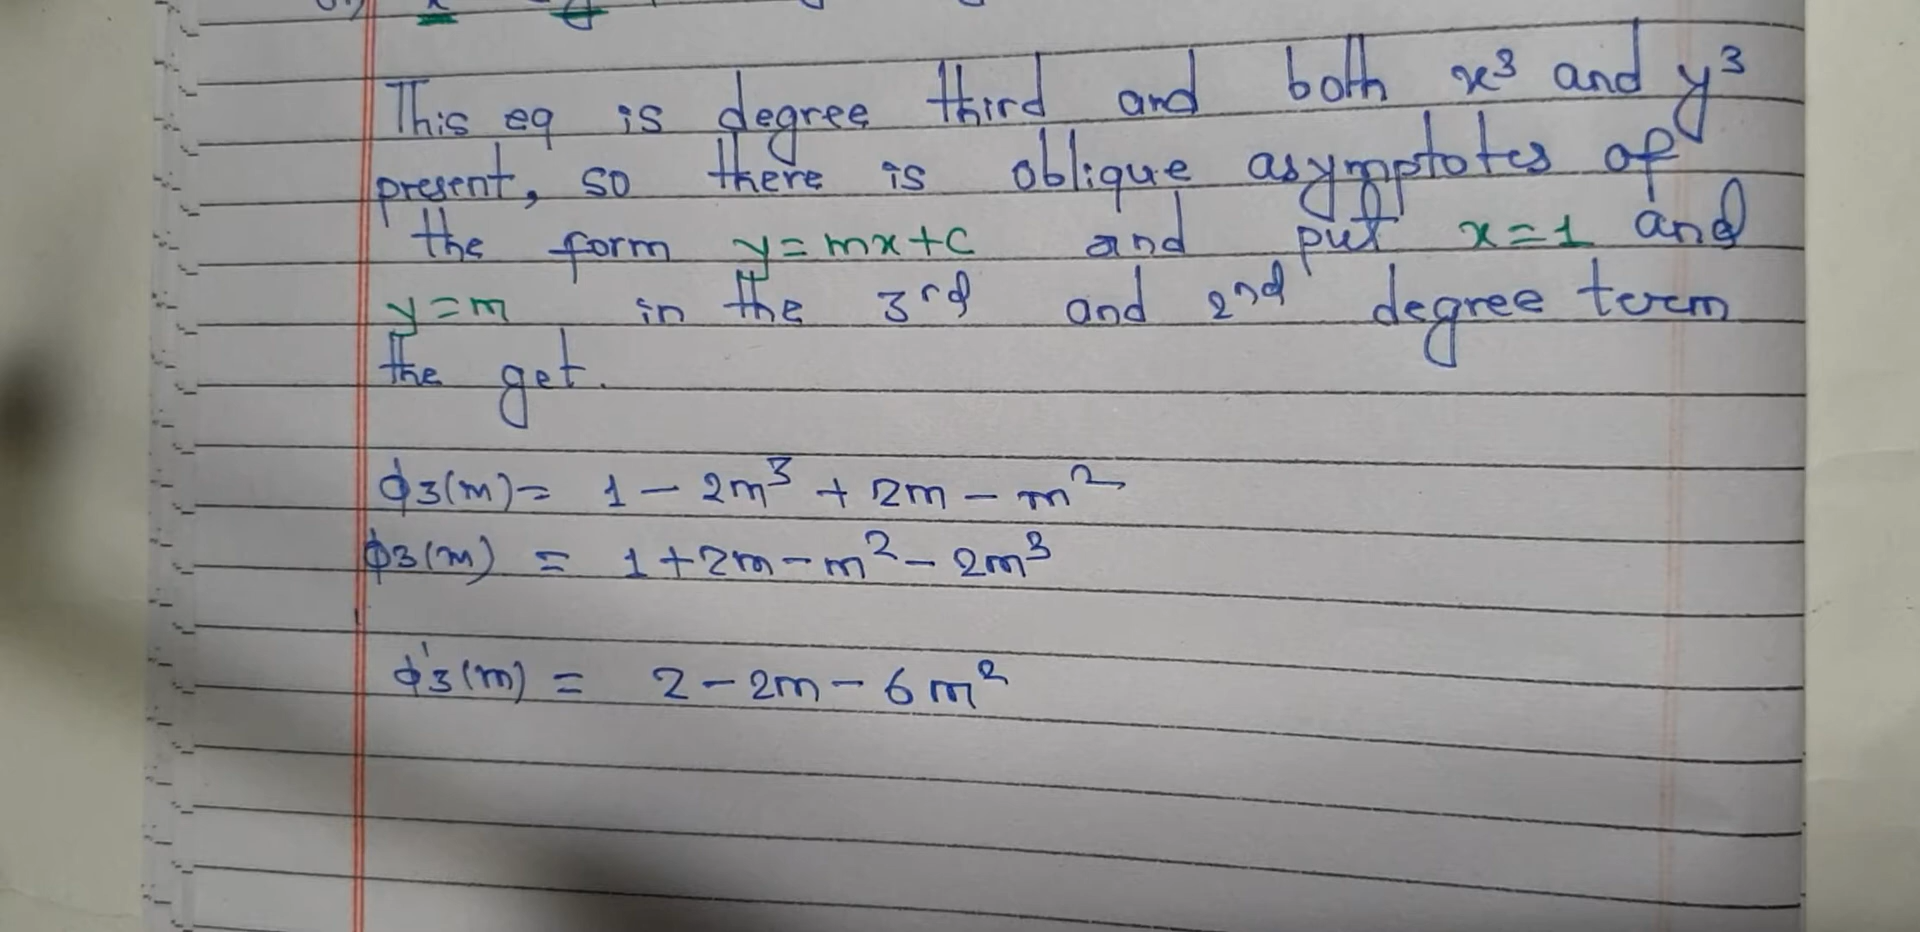 This eq is degree third and both x³ and y³
present, so there is oblique asymptotes of
the form y=mx+c and put x=1 and
y=m in the 3rd and 2nd degree term
the get.
ϕ3(m)= 1 - 2m³ + 2m - m²
ϕ3(m) = 1+2m-m²-2m³
ϕ'3(m) = 2-2m-6m²